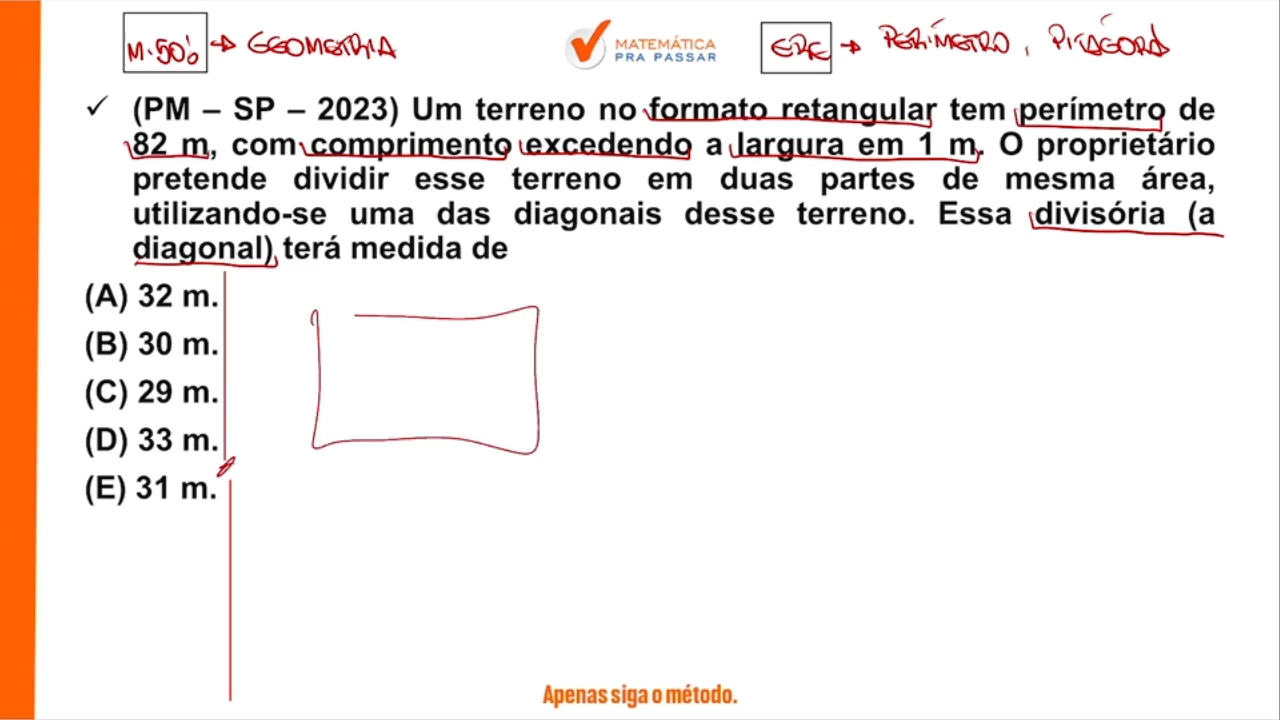 M.50% → GEOMETRIA
MATEMÁTICA
PRA PASSAR
→ PERÍMETRO, PITÁGORAS
✓ (PM – SP – 2023) Um terreno no formato retangular tem perímetro de
82 m, com comprimento excedendo a largura em 1 m. O proprietário
pretende dividir esse terreno em duas partes de mesma área,
utilizando-se uma das diagonais desse terreno. Essa divisória (a
diagonal) terá medida de
(A) 32 m.
(B) 30 m.
(C) 29 m.
(D) 33 m.
(E) 31 m.
Apenas siga o método.